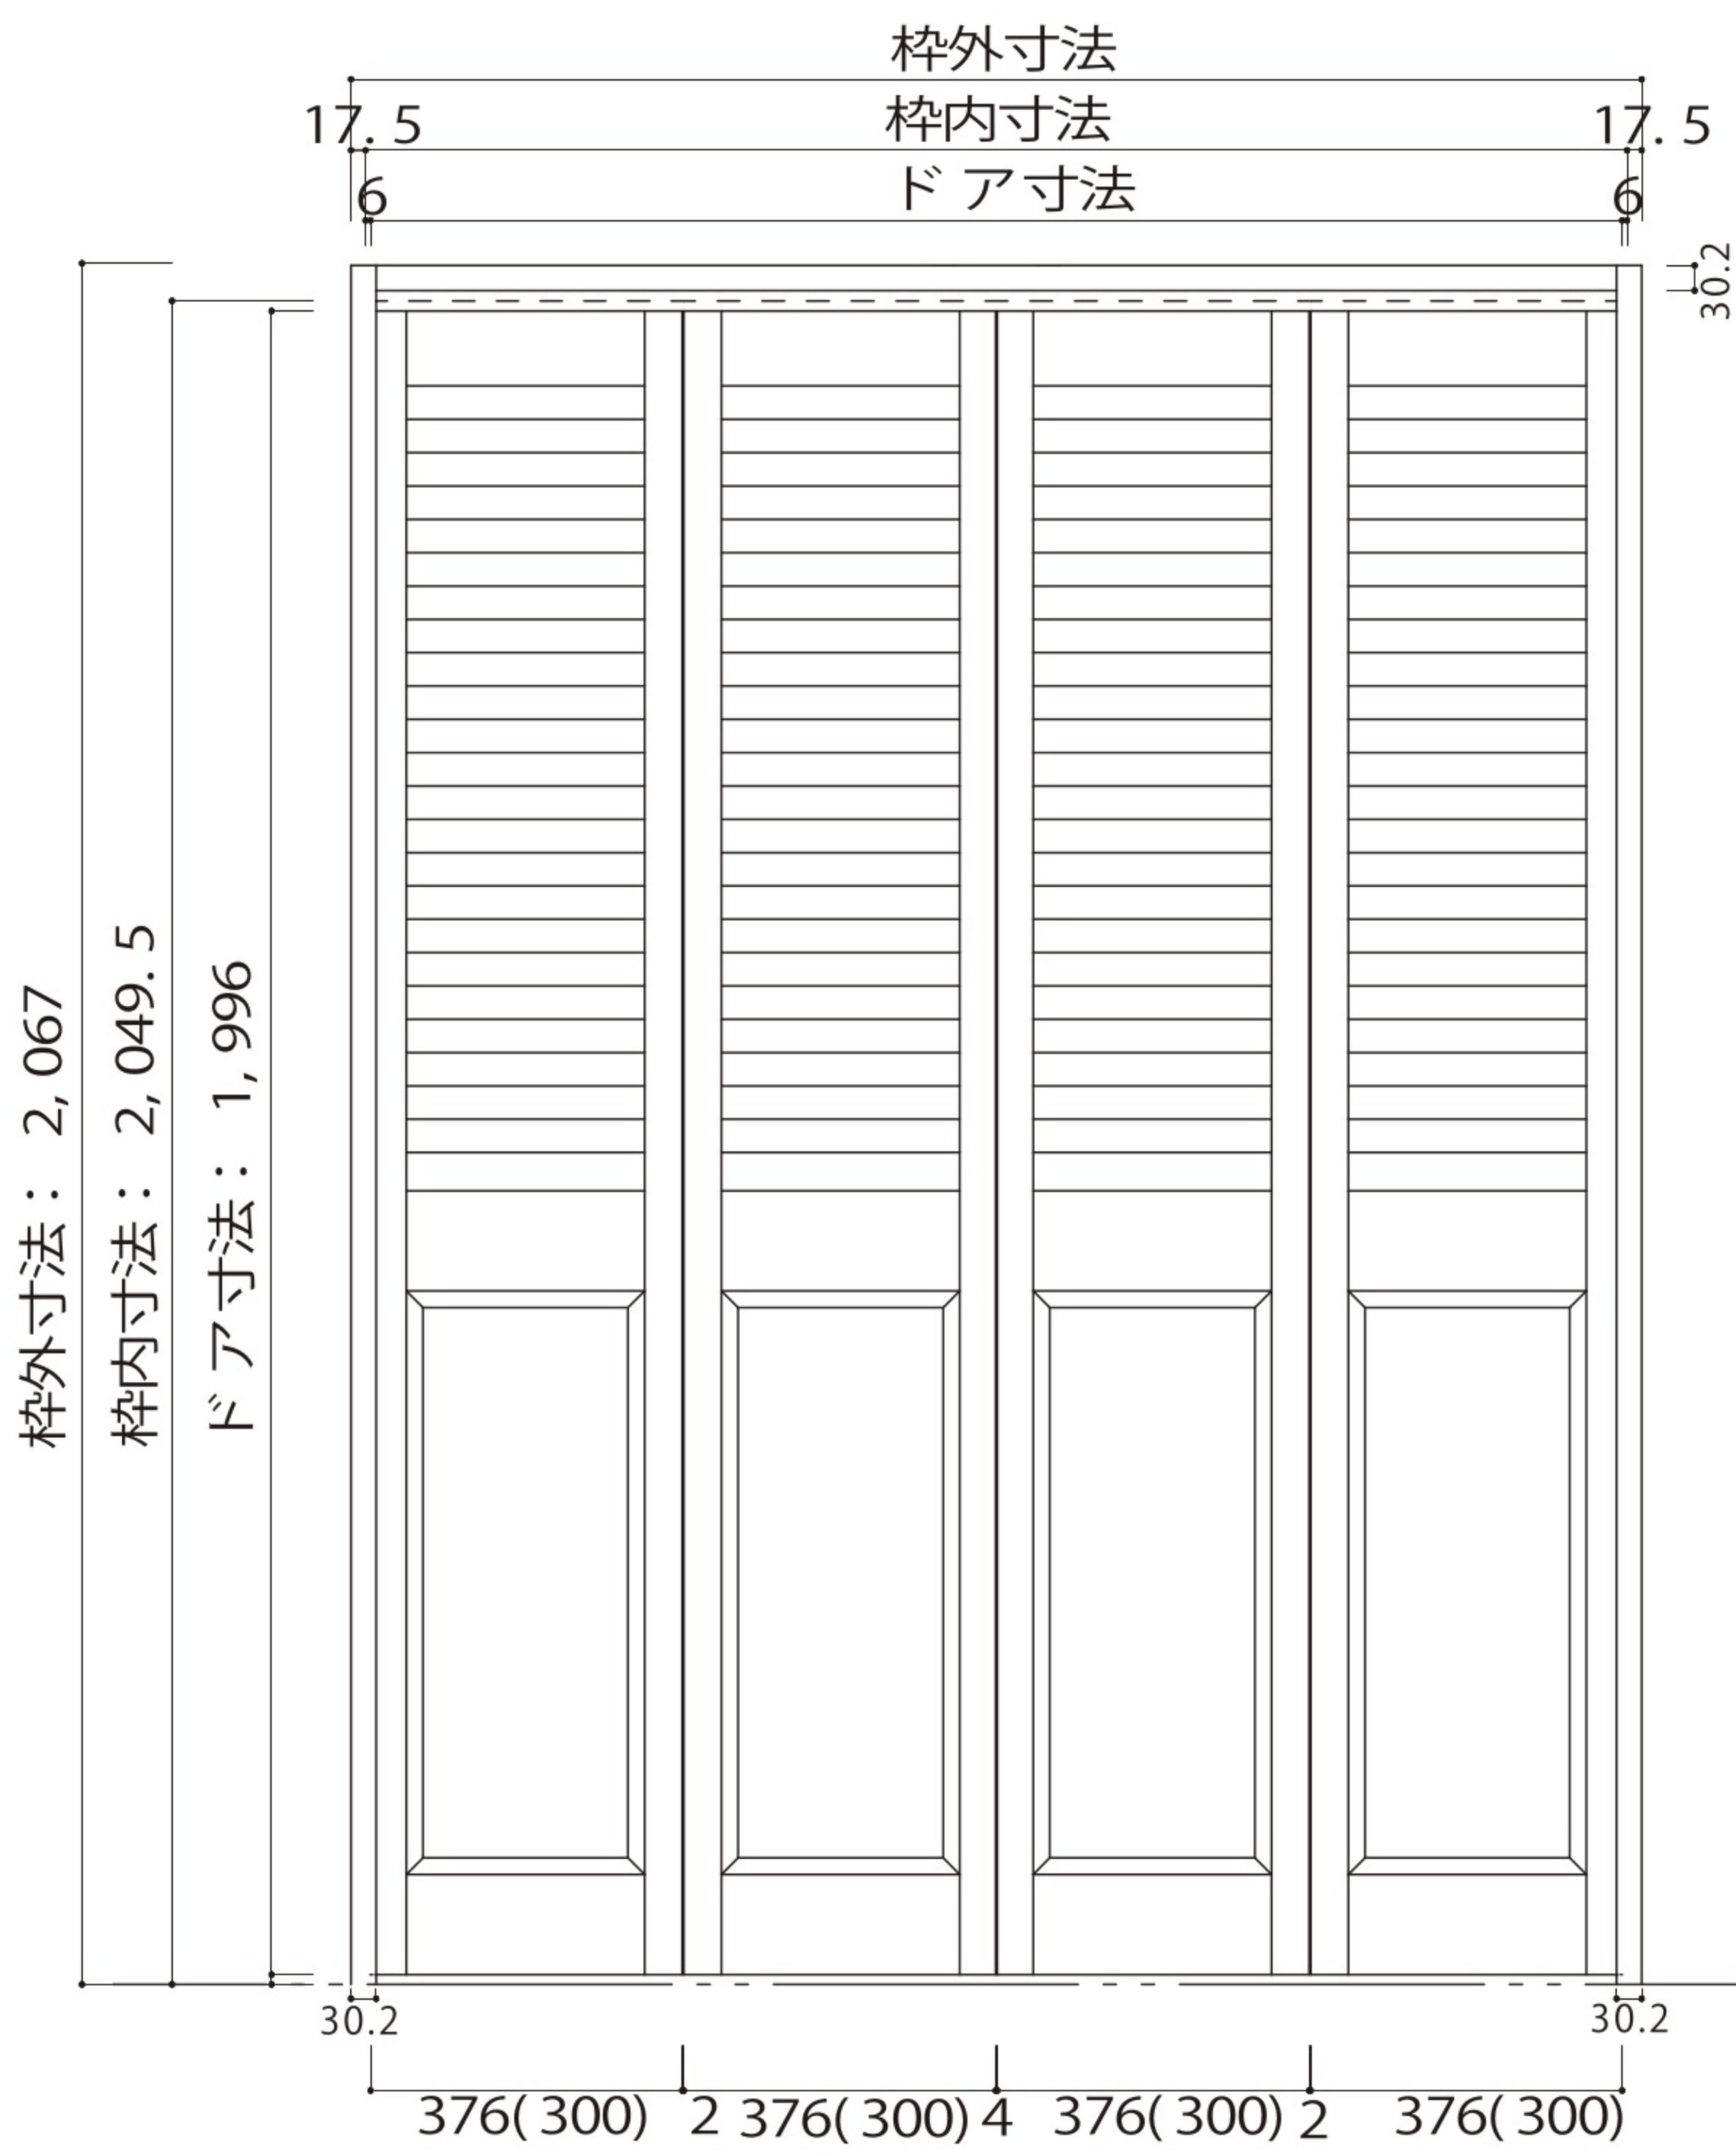 枠外寸法
17.5 枠内寸法 17.5
6 ドア寸法 6
30.2
枠外寸法：2,067
枠内寸法：2,049.5
ドア寸法：1,996
30.2 30.2
376(300) 2 376(300) 4 376(300) 2 376(300)